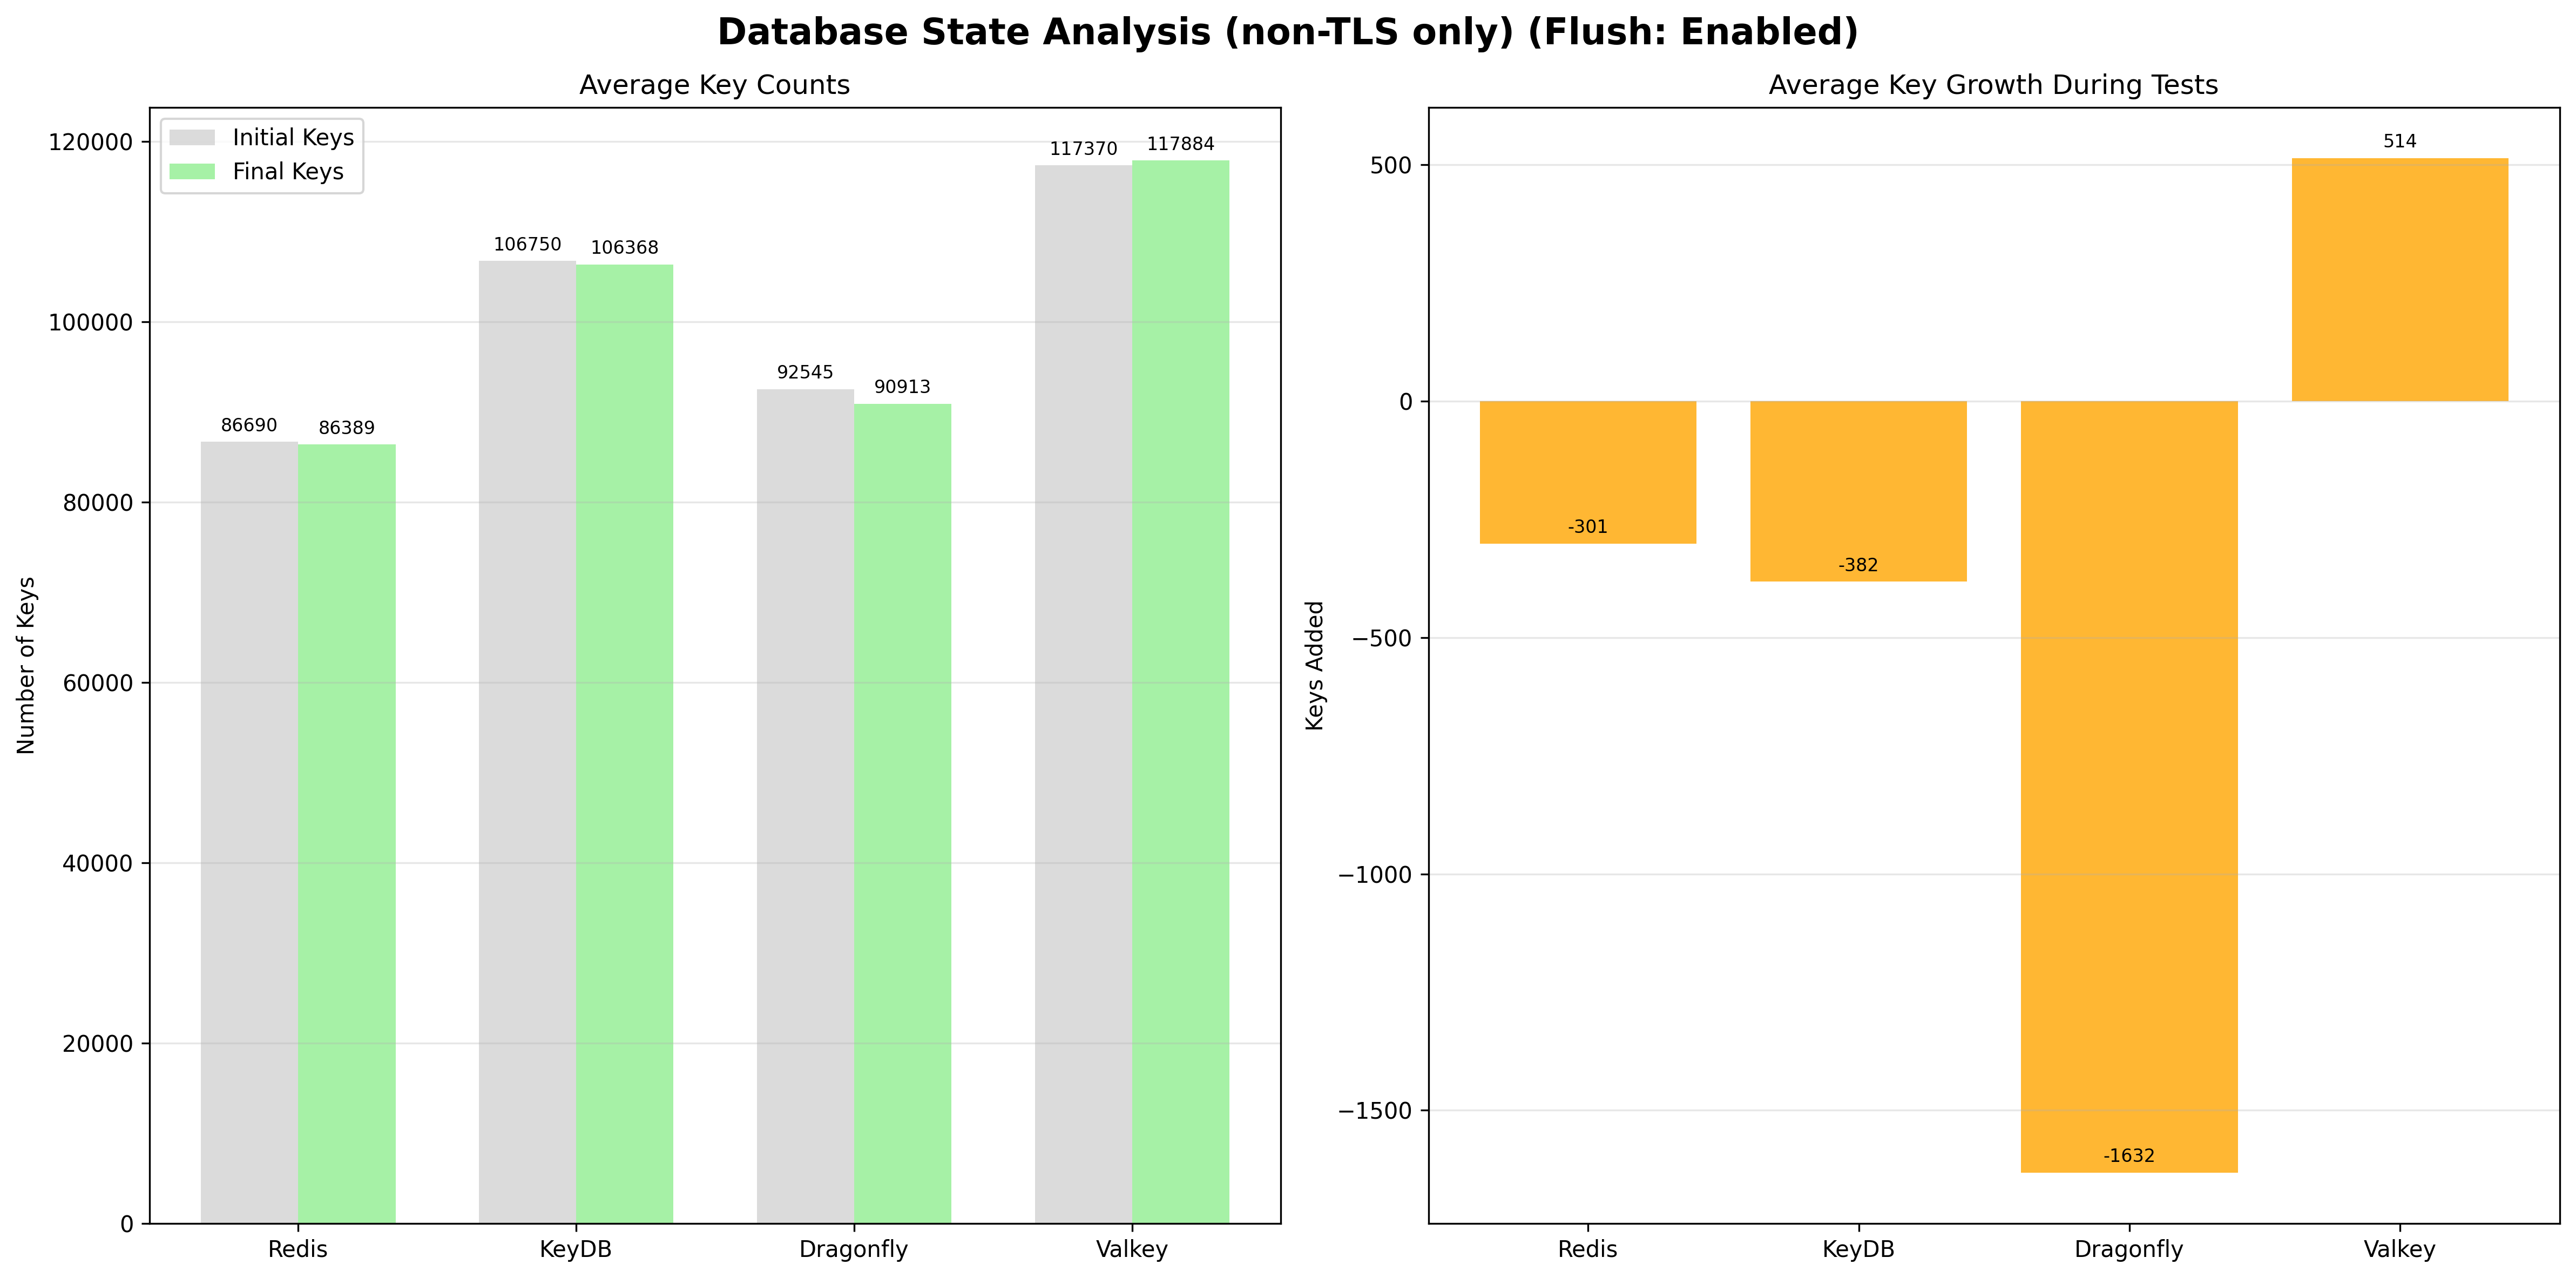 Database State Analysis (non-TLS only) (Flush: Enabled)
Average Key Counts
Initial Keys
Final Keys
Number of Keys
120000
100000
80000
60000
40000
20000
0
86690
86389
106750
106368
92545
90913
117370
117884
Redis
KeyDB
Dragonfly
Valkey
Average Key Growth During Tests
Keys Added
500
0
−500
−1000
−1500
-301
-382
-1632
514
Redis
KeyDB
Dragonfly
Valkey